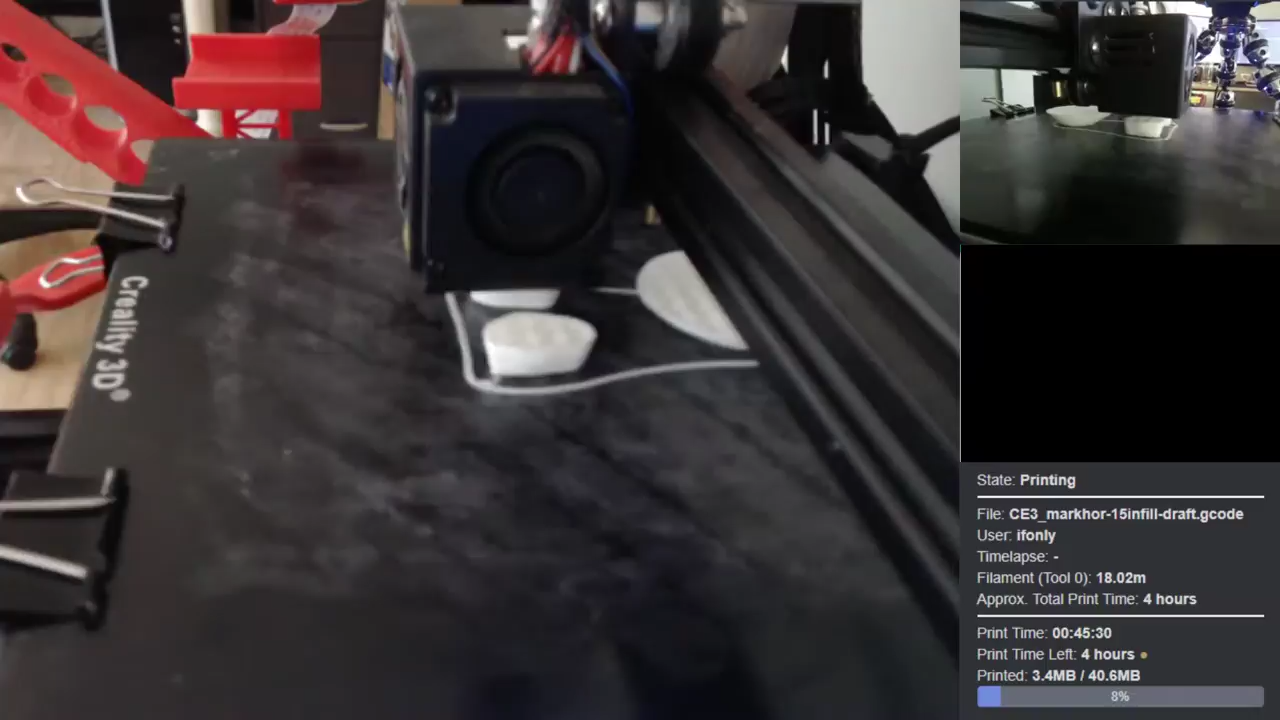 Creality 3D®
State: Printing
File: CE3_markhor-15infill-draft.gcode
User: ifonly
Timelapse: -
Filament (Tool 0): 18.02m
Approx. Total Print Time: 4 hours
Print Time: 00:45:30
Print Time Left: 4 hours
Printed: 3.4MB / 40.6MB
8%